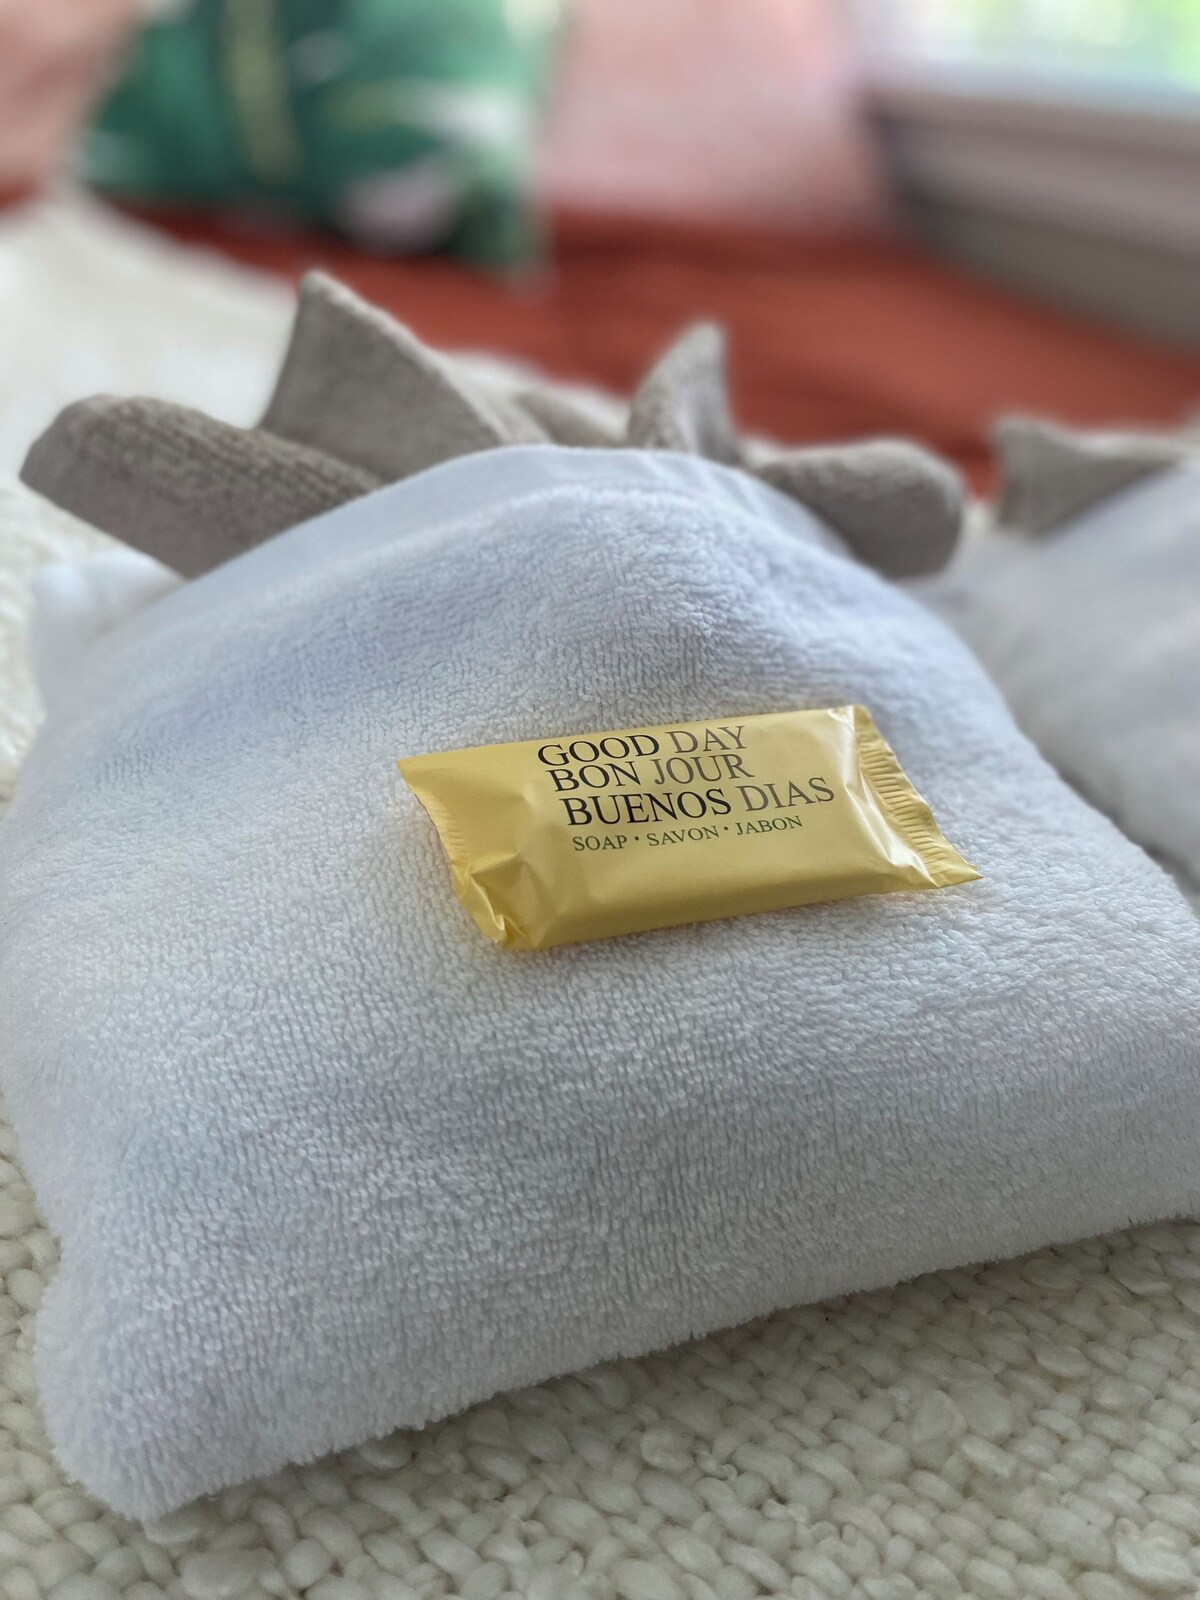 GOOD DAY
BON JOUR
BUENOS DIAS
SOAP • SAVON • JABON